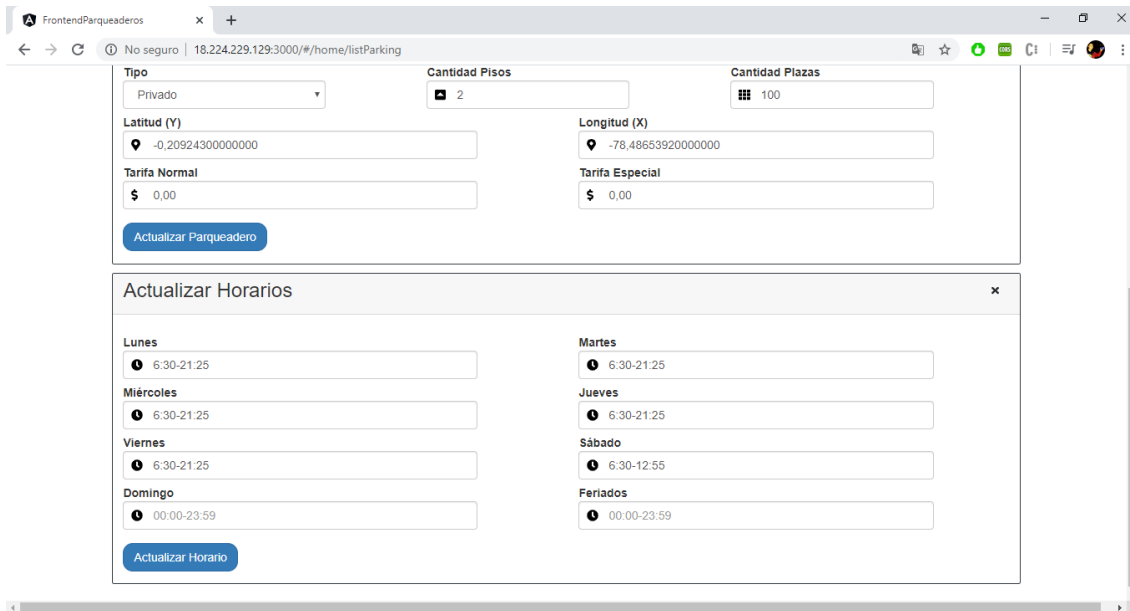 FrontendParqueaderos
No seguro | 18.224.229.129:3000/#/home/listParking
Tipo Cantidad Pisos Cantidad Plazas
Privado 2 100
Latitud (Y) Longitud (X)
-0,20924300000000 -78,48653920000000
Tarifa Normal Tarifa Especial
$ 0,00 $ 0,00
Actualizar Parqueadero
Actualizar Horarios
Lunes Martes
6:30-21:25 6:30-21:25
Miércoles Jueves
6:30-21:25 6:30-21:25
Viernes Sábado
6:30-21:25 6:30-12:55
Domingo Feriados
00:00-23:59 00:00-23:59
Actualizar Horario